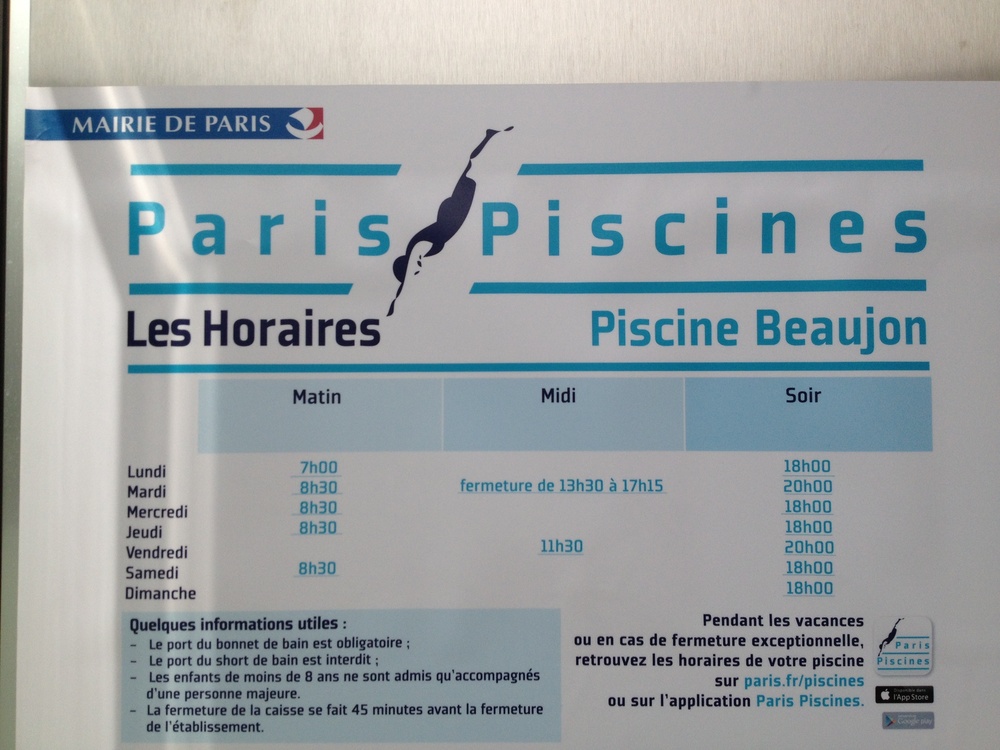 MAIRIE DE PARIS
Paris Piscines
Les Horaires Piscine Beaujon
Matin Midi Soir
Lundi 7h00 18h00
Mardi 8h30 fermeture de 13h30 à 17h15 20h00
Mercredi 8h30 18h00
Jeudi 8h30 18h00
Vendredi 11h30 20h00
Samedi 8h30 18h00
Dimanche 18h00
Quelques informations utiles :
- Le port du bonnet de bain est obligatoire ;
- Le port du short de bain est interdit ;
- Les enfants de moins de 8 ans ne sont admis qu'accompagnés
d'une personne majeure.
- La fermeture de la caisse se fait 45 minutes avant la fermeture
de l'établissement.
Pendant les vacances
ou en cas de fermeture exceptionnelle,
retrouvez les horaires de votre piscine
sur paris.fr/piscines
ou sur l'application Paris Piscines.
Paris
Piscines
l'App Store
Google play